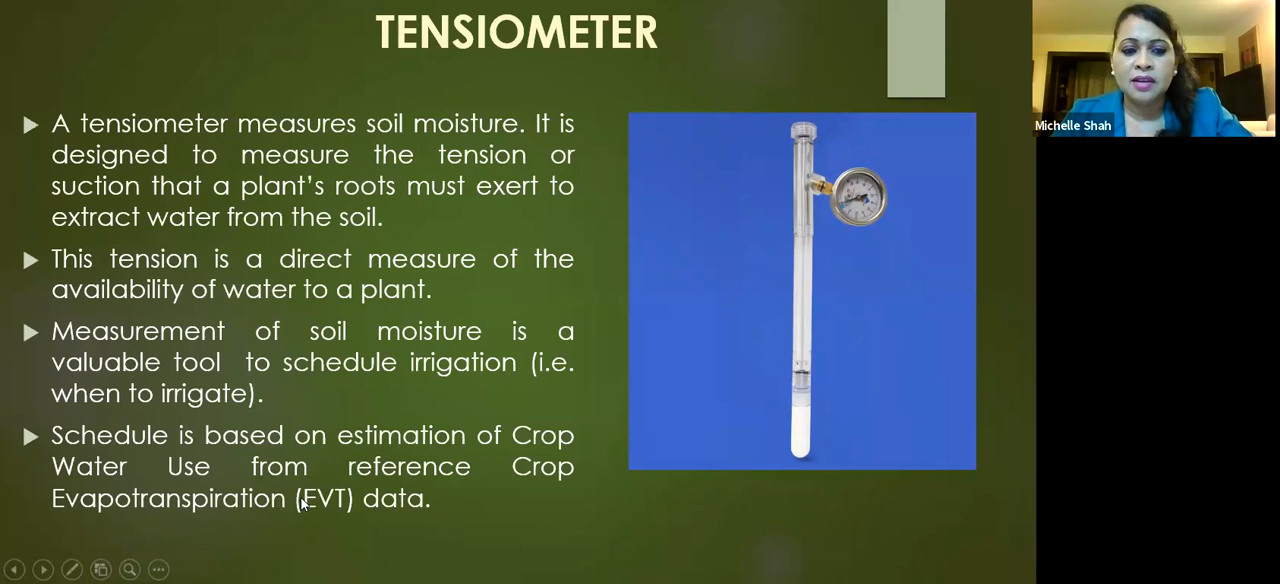 TENSIOMETER
A tensiometer measures soil moisture. It is
designed to measure the tension or
suction that a plant's roots must exert to
extract water from the soil.
This tension is a direct measure of the
availability of water to a plant.
Measurement of soil moisture is a
valuable tool to schedule irrigation (i.e.
when to irrigate).
Schedule is based on estimation of Crop
Water Use from reference Crop
Evapotranspiration (EVT) data.
Michelle Shah